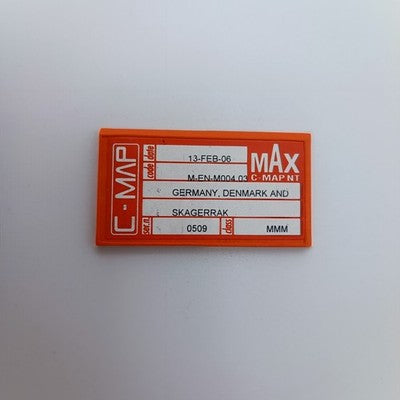 C-MAP
date 13-FEB-06
code M-EN-M004.03
MAX
C-MAP NT
GERMANY, DENMARK AND
SKAGERRAK
ser.n. 0509 class MMM